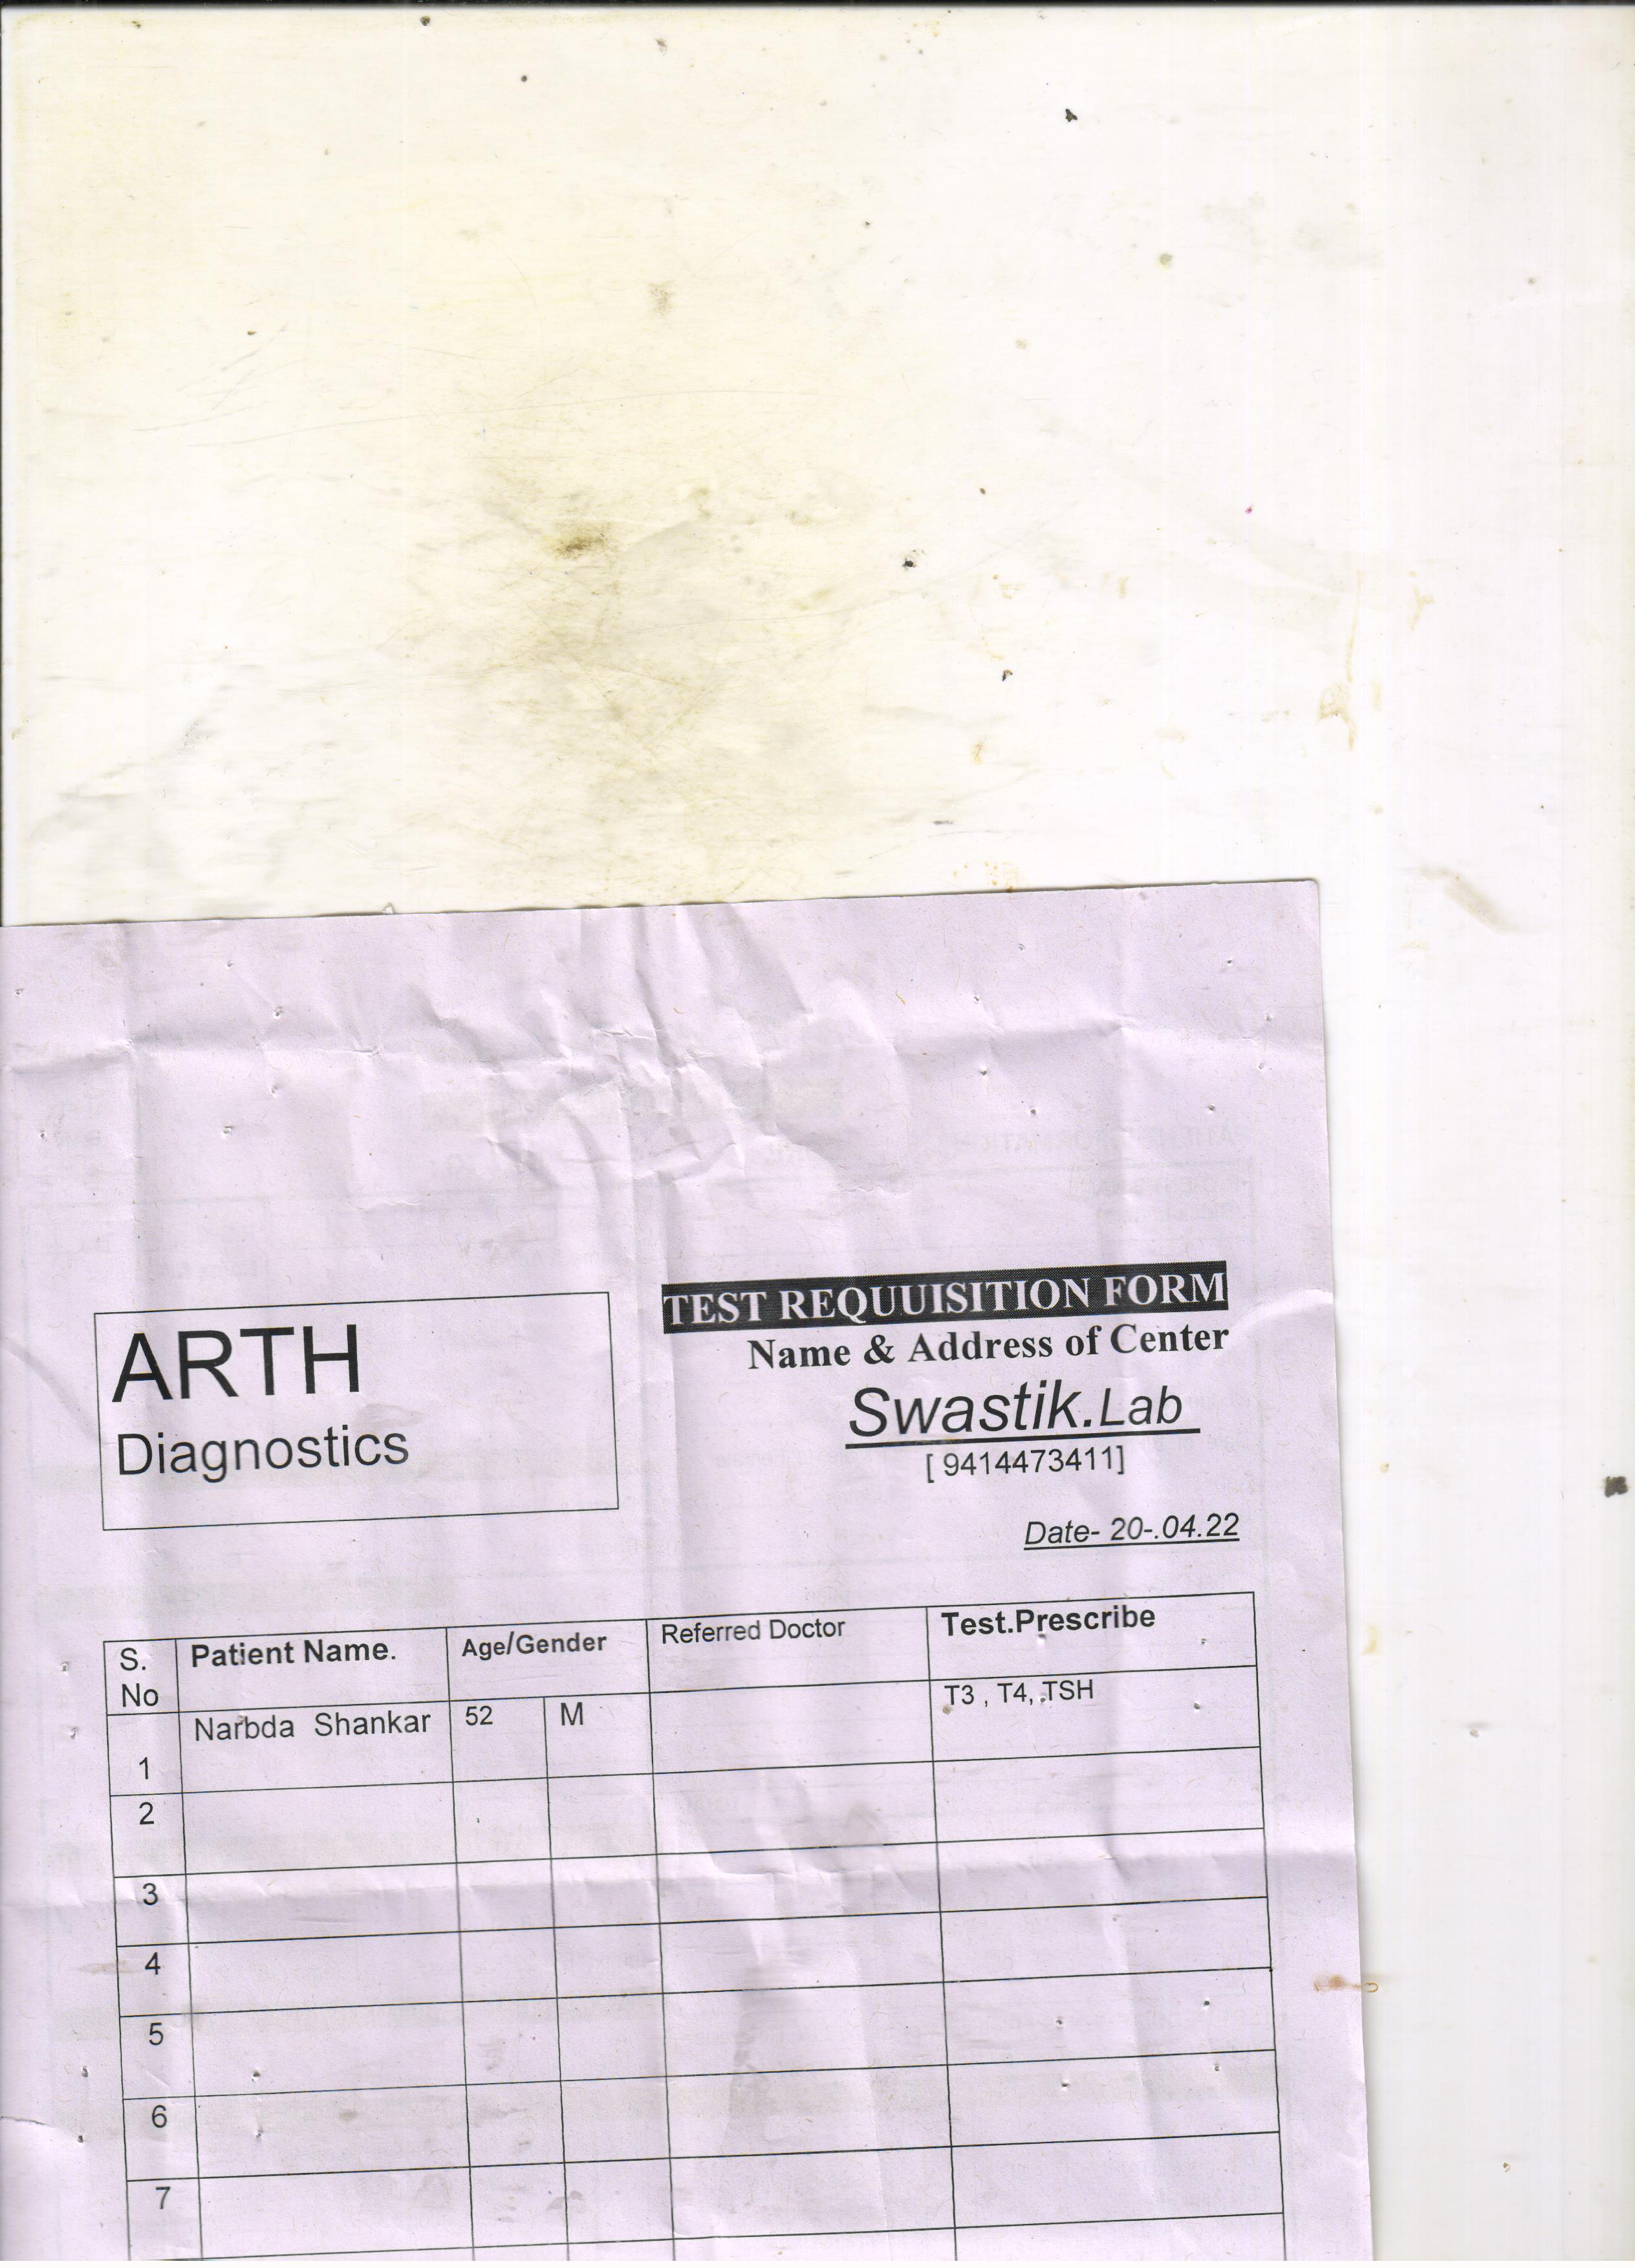 ARTH
Diagnostics
TEST REQUUISITION FORM
Name & Address of Center
Swastik.Lab
[ 9414473411]
Date- 20-.04.22
S. No Patient Name. Age/Gender Referred Doctor Test.Prescribe
1 Narbda Shankar 52 M T3 , T4, .TSH
2
3
4
5
6
7